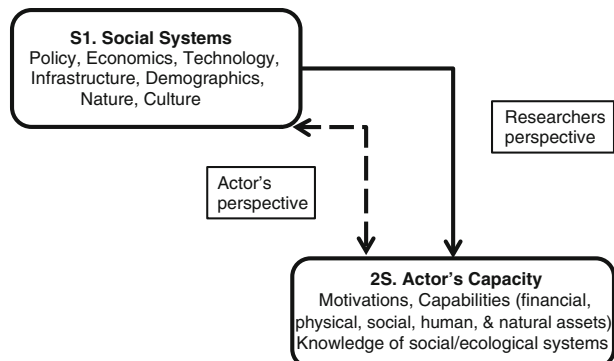 S1. Social Systems
Policy, Economics, Technology,
Infrastructure, Demographics,
Nature, Culture
Researchers
perspective
Actor's
perspective
2S. Actor's Capacity
Motivations, Capabilities (financial,
physical, social, human, & natural assets)
Knowledge of social/ecological systems